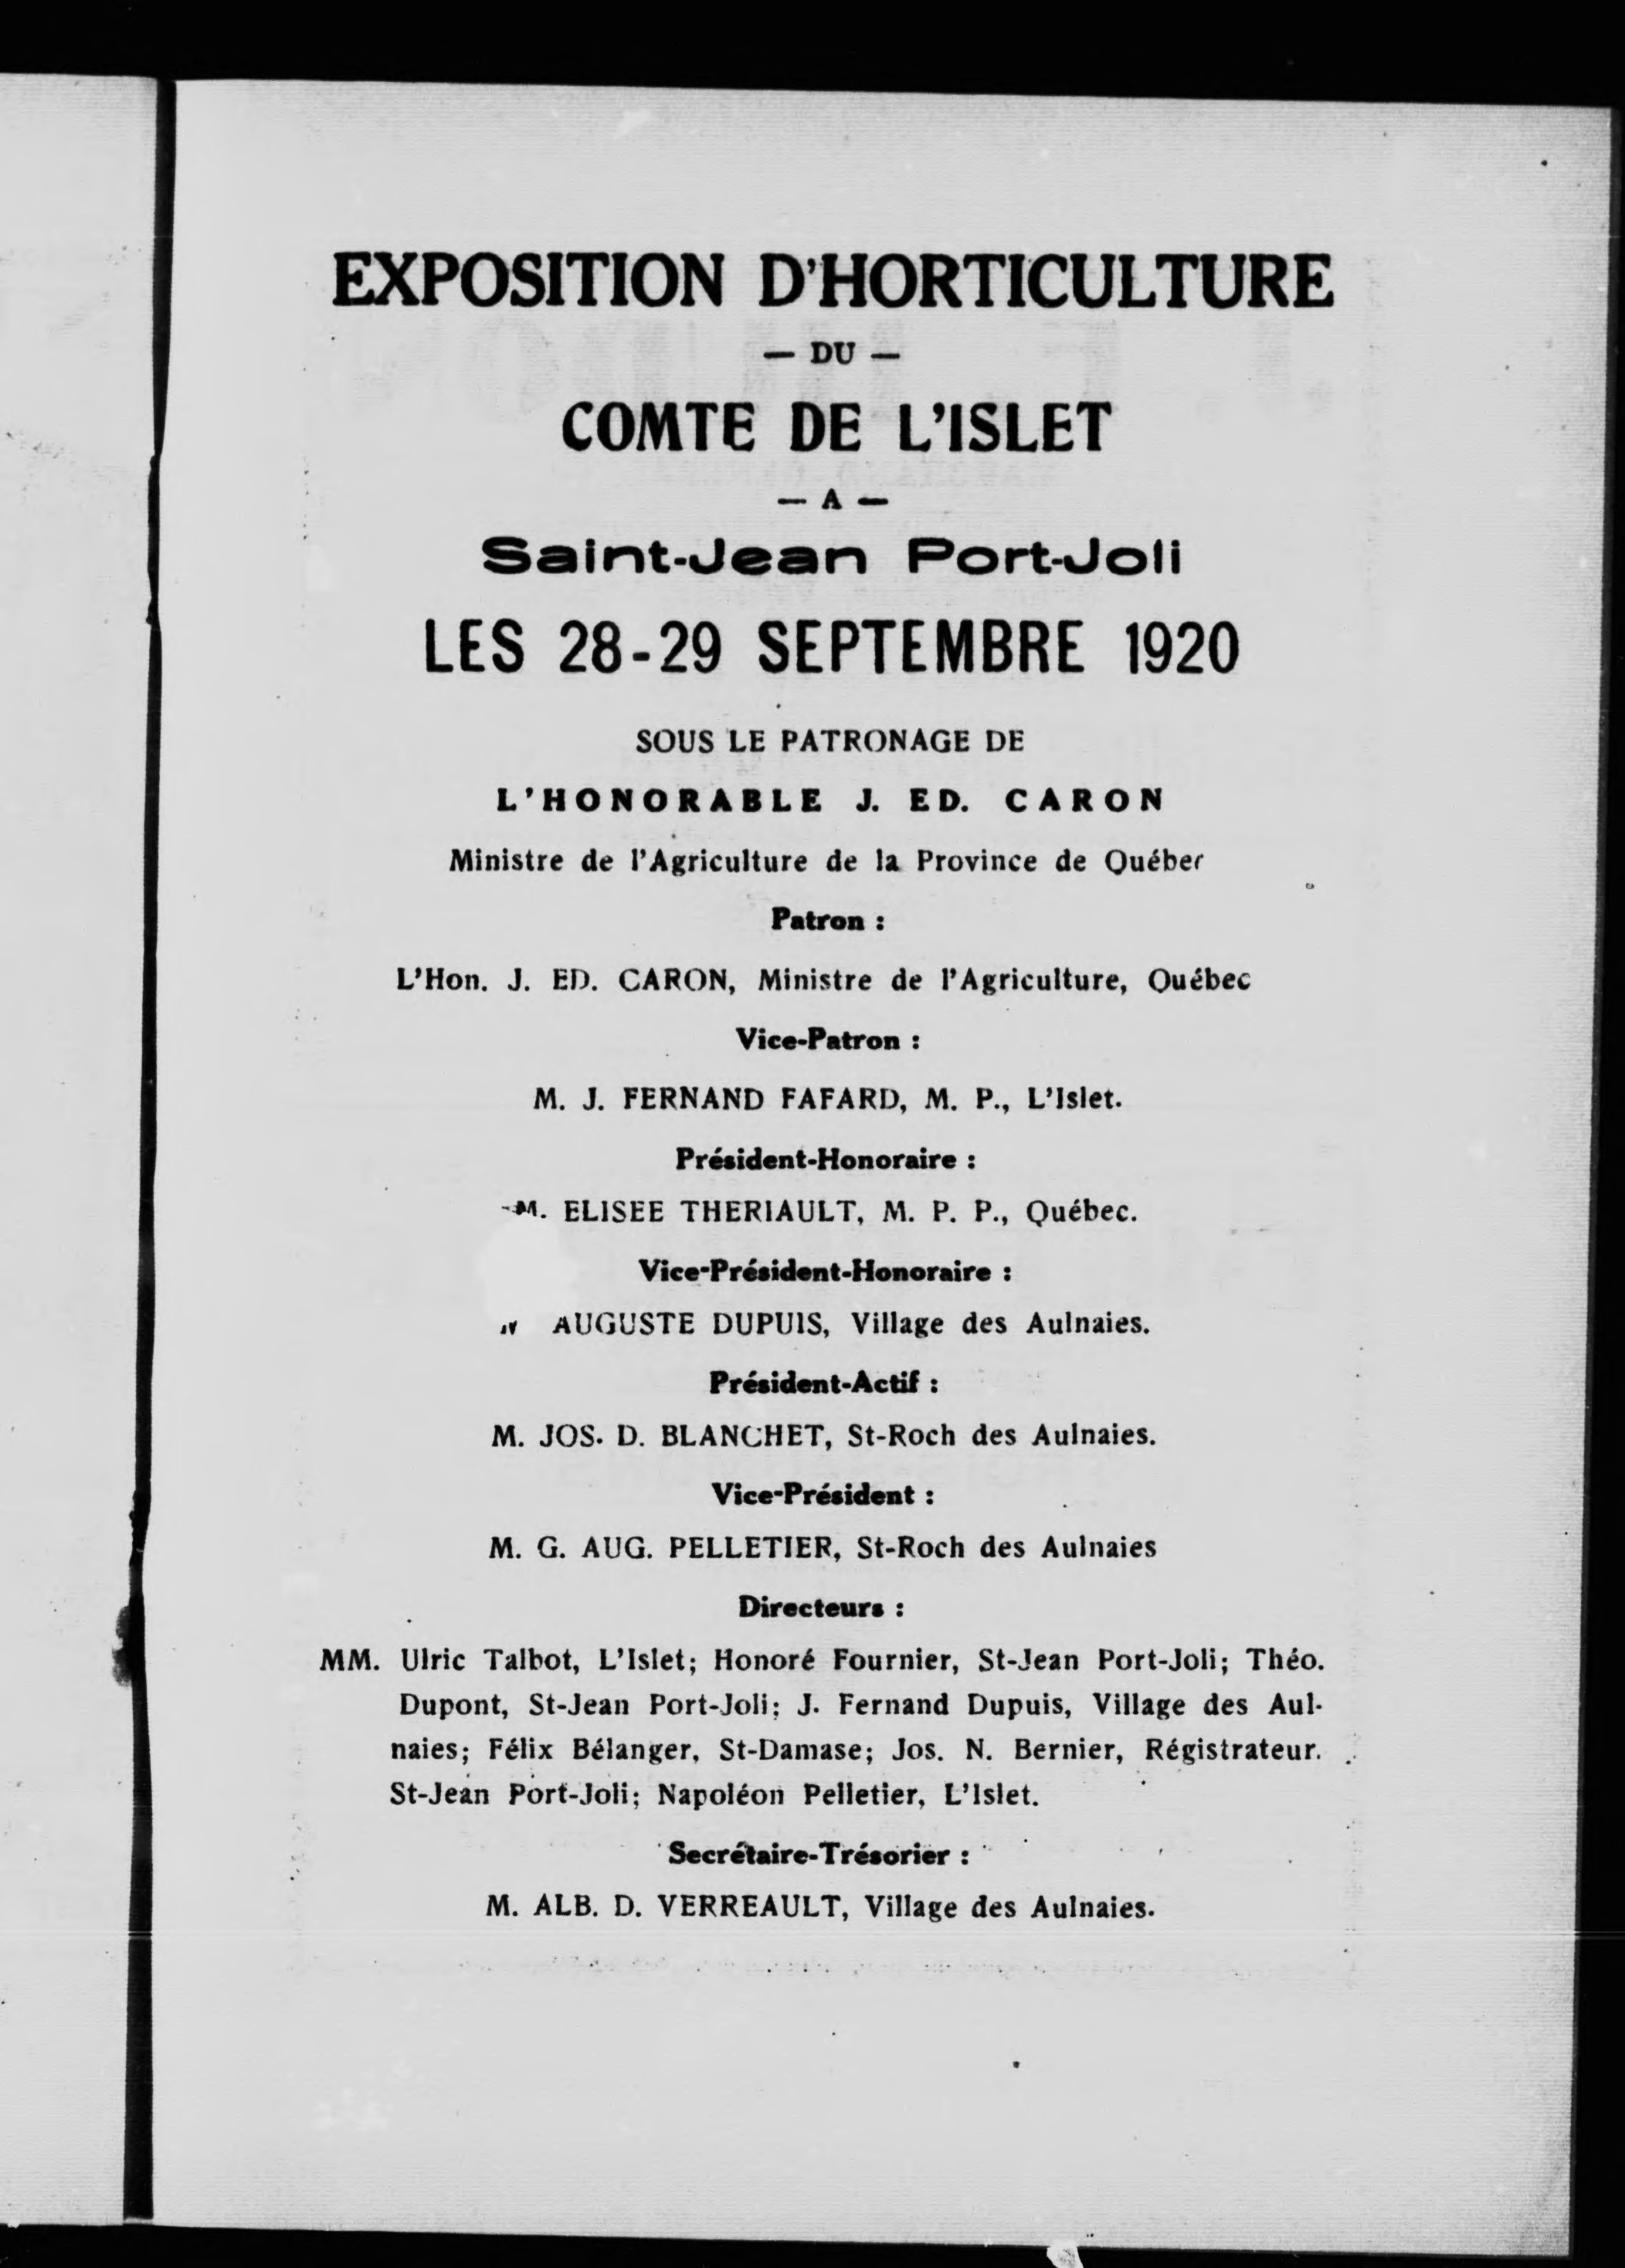 EXPOSITION D'HORTICULTURE
— DU —
COMTE DE L'ISLET
— A —
Saint-Jean Port-Joli
LES 28-29 SEPTEMBRE 1920
SOUS LE PATRONAGE DE
L'HONORABLE J. ED. CARON
Ministre de l'Agriculture de la Province de Québec
Patron :
L'Hon. J. ED. CARON, Ministre de l'Agriculture, Québec
Vice-Patron :
M. J. FERNAND FAFARD, M. P., L'Islet.
Président-Honoraire :
M. ELISEE THERIAULT, M. P. P., Québec.
Vice-Président-Honoraire :
AUGUSTE DUPUIS, Village des Aulnaies.
Président-Actif :
M. JOS. D. BLANCHET, St-Roch des Aulnaies.
Vice-Président :
M. G. AUG. PELLETIER, St-Roch des Aulnaies
Directeurs :
MM. Ulric Talbot, L'Islet; Honoré Fournier, St-Jean Port-Joli; Théo.
Dupont, St-Jean Port-Joli; J. Fernand Dupuis, Village des Aul-
naies; Félix Bélanger, St-Damase; Jos. N. Bernier, Régistrateur.
St-Jean Port-Joli; Napoléon Pelletier, L'Islet.
Secrétaire-Trésorier :
M. ALB. D. VERREAULT, Village des Aulnaies.